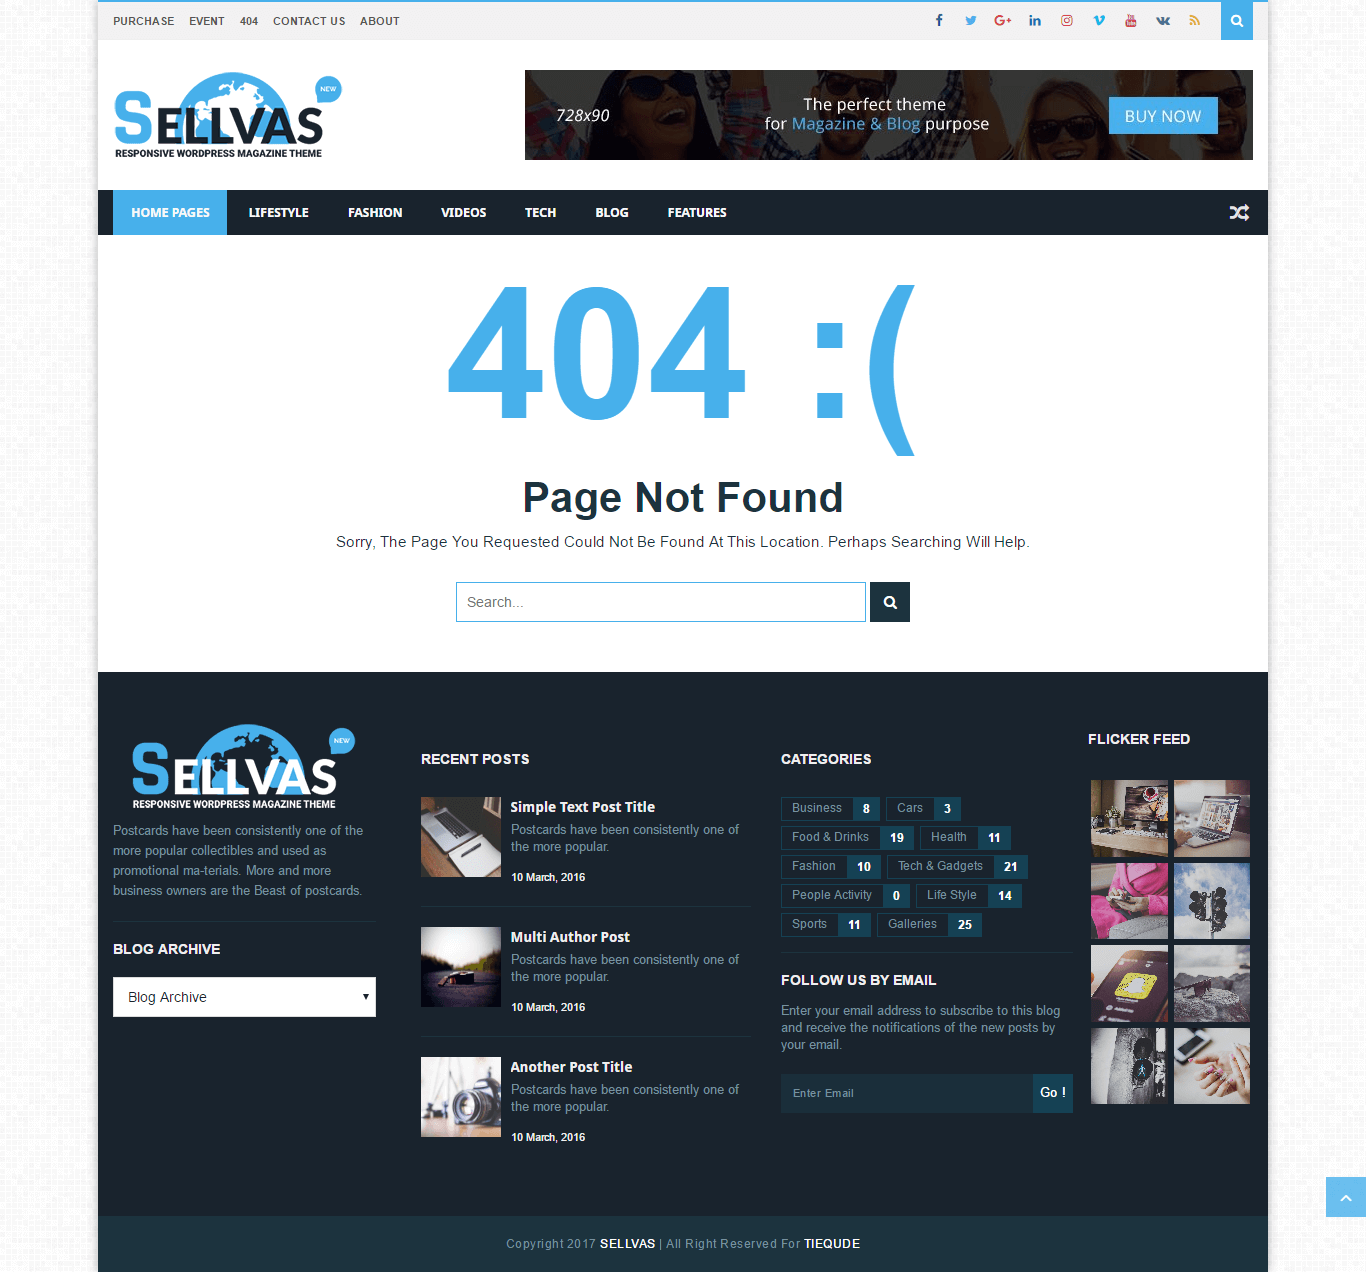 PURCHASE EVENT 404 CONTACT US ABOUT
SELLVAS NEW
RESPONSIVE WORDPRESS MAGAZINE THEME
728x90
The perfect theme
for Magazine & Blog purpose
BUY NOW
HOME PAGES LIFESTYLE FASHION VIDEOS TECH BLOG FEATURES
404 :(
Page Not Found
Sorry, The Page You Requested Could Not Be Found At This Location. Perhaps Searching Will Help.
Search...
SELLVAS NEW
RESPONSIVE WORDPRESS MAGAZINE THEME
Postcards have been consistently one of the
more popular collectibles and used as
promotional ma-terials. More and more
business owners are the Beast of postcards.
BLOG ARCHIVE
Blog Archive
RECENT POSTS
Simple Text Post Title
Postcards have been consistently one of
the more popular.
10 March, 2016
Multi Author Post
Postcards have been consistently one of
the more popular.
10 March, 2016
Another Post Title
Postcards have been consistently one of
the more popular.
10 March, 2016
CATEGORIES
Business 8 Cars 3
Food & Drinks 19 Health 11
Fashion 10 Tech & Gadgets 21
People Activity 0 Life Style 14
Sports 11 Galleries 25
FOLLOW US BY EMAIL
Enter your email address to subscribe to this blog
and receive the notifications of the new posts by
your email.
Enter Email Go !
FLICKER FEED
Copyright 2017 SELLVAS | All Right Reserved For TIEQUDE